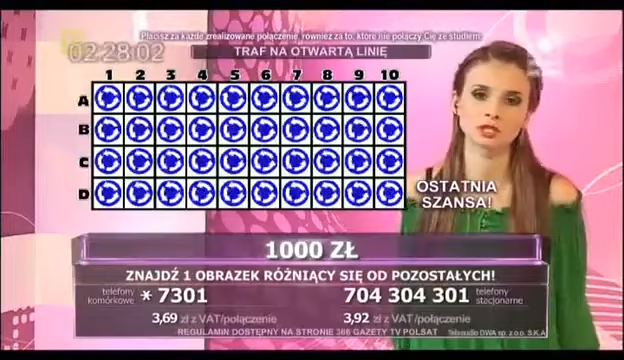 Płacisz za każde zrealizowane połączenie, również za to, które nie połączy Cię ze studiem.
02:28:02
TRAF NA OTWARTĄ LINIĘ
1 2 3 4 5 6 7 8 9 10
A
B
C
D
OSTATNIA
SZANSA!
1000 ZŁ
ZNAJDŹ 1 OBRAZEK RÓŻNIĄCY SIĘ OD POZOSTAŁYCH!
telefony komórkowe * 7301 704 304 301 telefony stacjonarne
3,69 zł z VAT/połączenie 3,92 zł z VAT/połączenie
REGULAMIN DOSTĘPNY NA STRONIE 366 GAZETY TV POLSAT Teleaudio DWA sp. z o.o. S.K.A